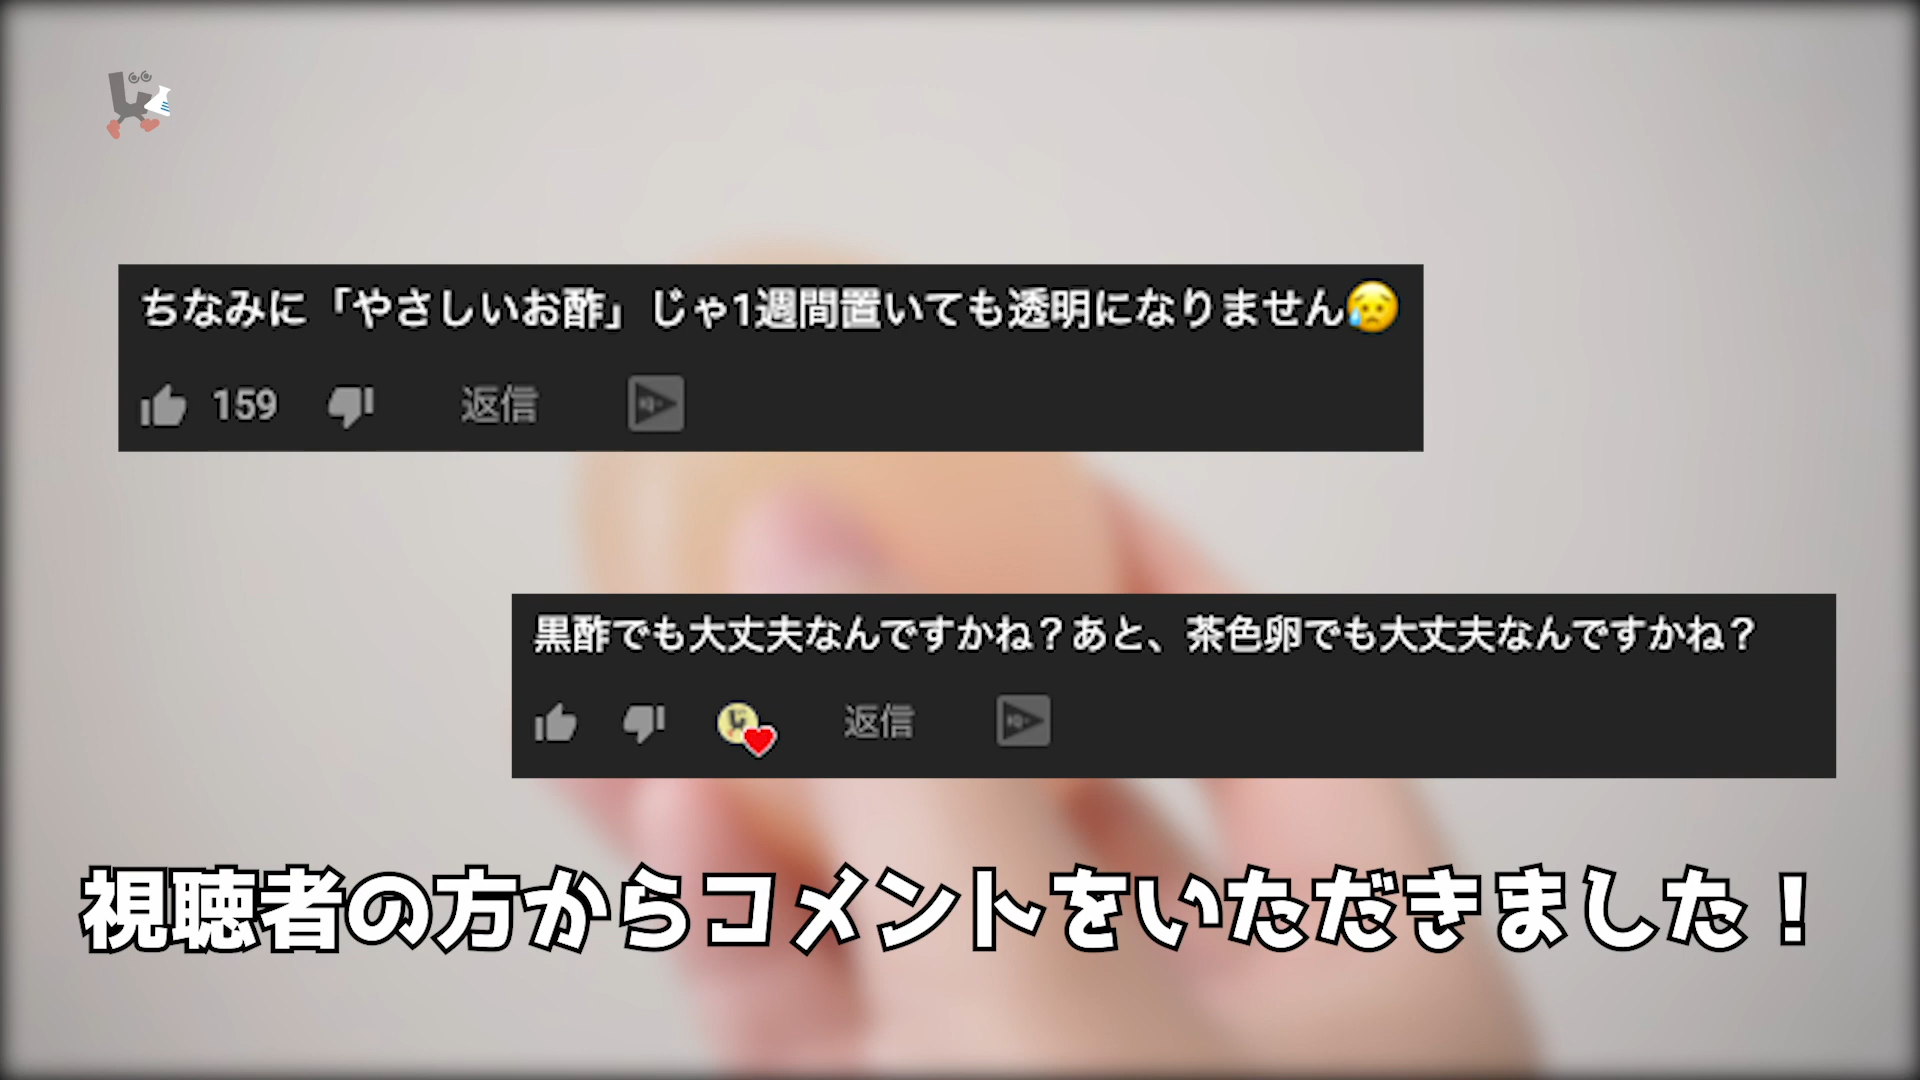 ちなみに「やさしいお酢」じゃ1週間置いても透明になりません😥
159 返信
黒酢でも大丈夫なんですかね？あと、茶色卵でも大丈夫なんですかね？
返信
視聴者の方からコメントをいただきました！